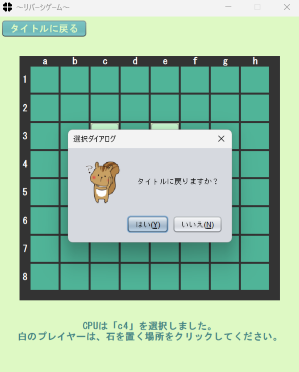 ～リバーシゲーム～
タイトルに戻る
a b c d e f g h
1
2
3
選択ダイアログ
?
タイトルに戻りますか？
4
はい(Y) いいえ(N)
5
6
7
8
CPUは「c4」を選択しました。
白のプレイヤーは、石を置く場所をクリックしてください。